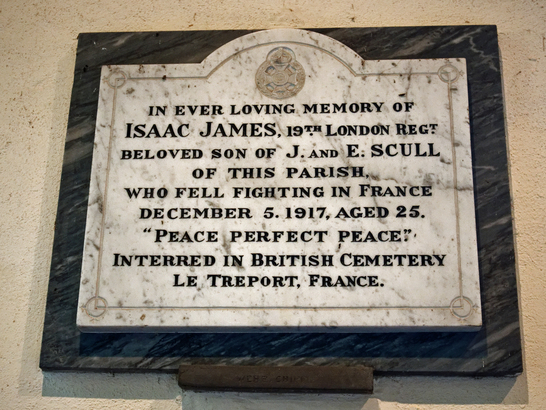 IN EVER LOVING MEMORY OF
ISAAC JAMES, 19TH LONDON REGT
BELOVED SON OF J. AND E. SCULL
OF THIS PARISH,
WHO FELL FIGHTING IN FRANCE
DECEMBER 5. 1917, AGED 25.
"PEACE PERFECT PEACE."
INTERRED IN BRITISH CEMETERY
LE TREPORT, FRANCE.